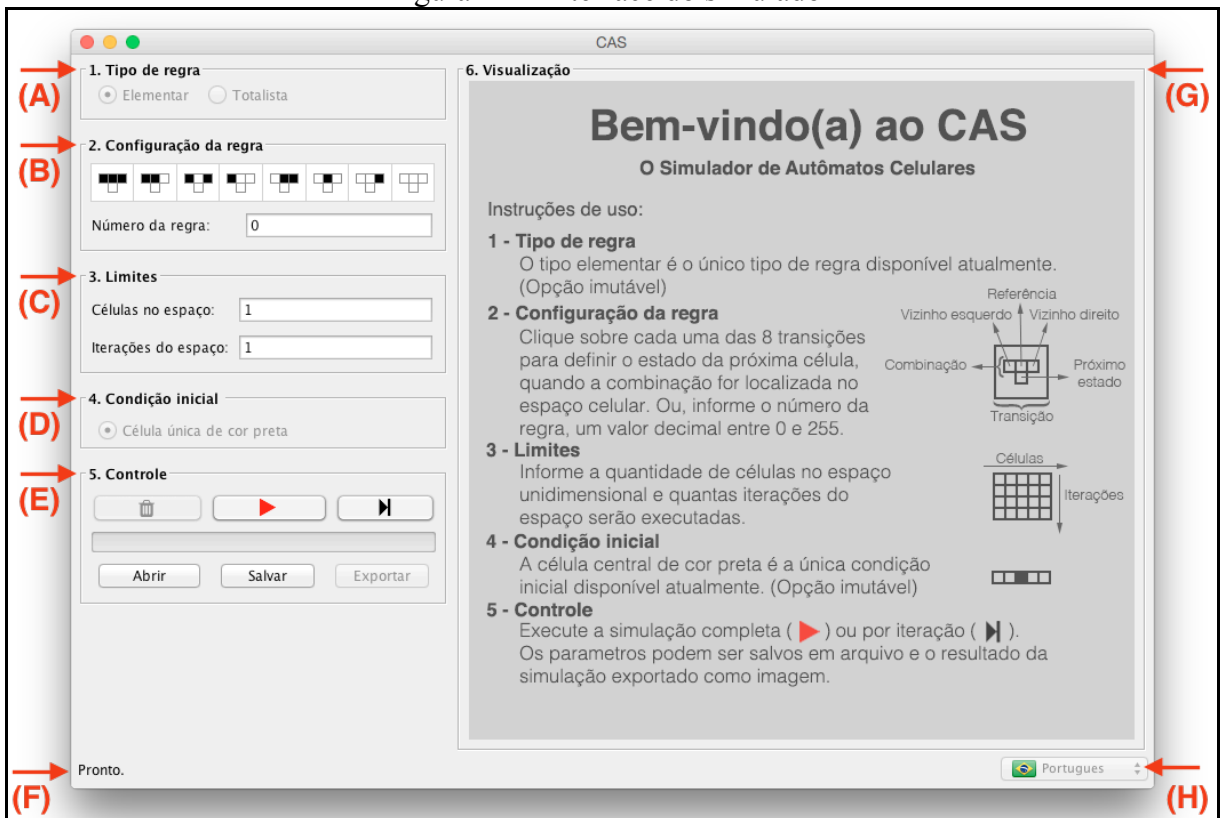 CAS
(A)
1. Tipo de regra
Elementar
Totalista
(B)
2. Configuração da regra
Número da regra:
0
(C)
3. Limites
Células no espaço:
1
Iterações do espaço:
1
(D)
4. Condição inicial
Célula única de cor preta
(E)
5. Controle
Abrir
Salvar
Exportar
(F)
Pronto.
(G)
6. Visualização
Bem-vindo(a) ao CAS
O Simulador de Autômatos Celulares
Instruções de uso:
1 - Tipo de regra
O tipo elementar é o único tipo de regra disponível atualmente.
(Opção imutável)
2 - Configuração da regra
Clique sobre cada uma das 8 transições
para definir o estado da próxima célula,
quando a combinação for localizada no
espaço celular. Ou, informe o número da
regra, um valor decimal entre 0 e 255.
Referência
Vizinho esquerdo
Vizinho direito
Combinação
Próximo
estado
Transição
3 - Limites
Informe a quantidade de células no espaço
unidimensional e quantas iterações do
espaço serão executadas.
Células
Iterações
4 - Condição inicial
A célula central de cor preta é a única condição
inicial disponível atualmente. (Opção imutável)
5 - Controle
Execute a simulação completa ( ) ou por iteração ( ).
Os parametros podem ser salvos em arquivo e o resultado da
simulação exportado como imagem.
Portugues
(H)